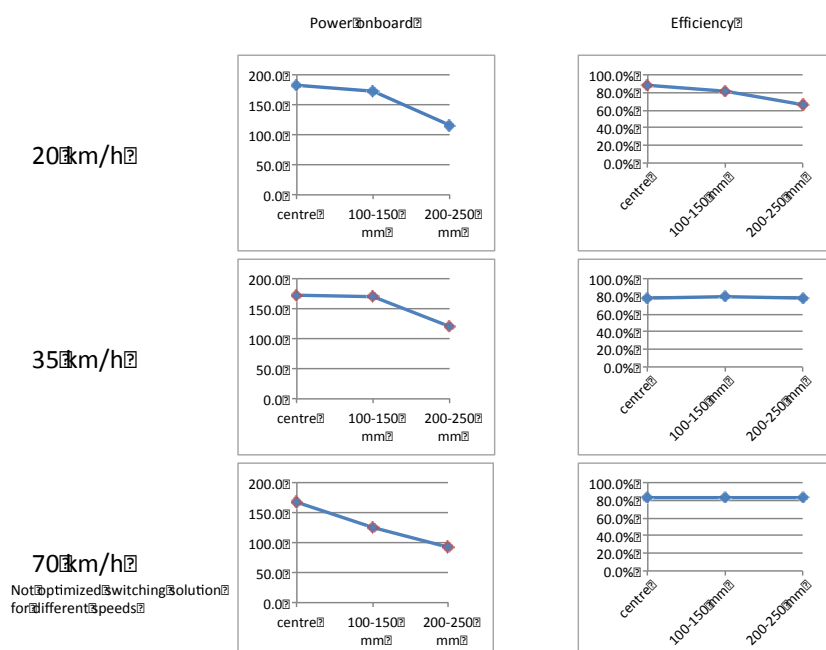 Power onboard
Efficiency
20 km/h
200.0
150.0
100.0
50.0
0.0
centre
100-150
mm
200-250
mm
100.0%
80.0%
60.0%
40.0%
20.0%
0.0%
centre
100-150 mm
200-250 mm
35 km/h
200.0
150.0
100.0
50.0
0.0
centre
100-150
mm
200-250
mm
100.0%
80.0%
60.0%
40.0%
20.0%
0.0%
centre
100-150 mm
200-250 mm
70 km/h
Not optimized switching solution
for different speeds
200.0
150.0
100.0
50.0
0.0
centre
100-150
mm
200-250
mm
100.0%
80.0%
60.0%
40.0%
20.0%
0.0%
centre
100-150 mm
200-250 mm